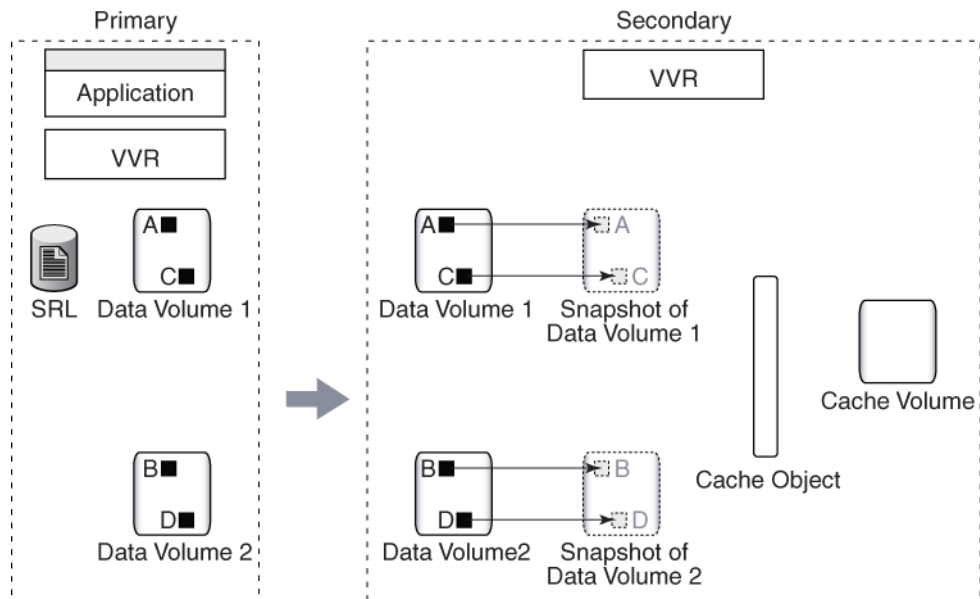 Primary
Secondary
Application
VVR
VVR
A
C
SRL
Data Volume 1
A
C
Data Volume 1
A
C
Snapshot of
Data Volume 1
Cache Volume
Cache Object
B
D
Data Volume 2
B
D
Data Volume2
B
D
Snapshot of
Data Volume 2